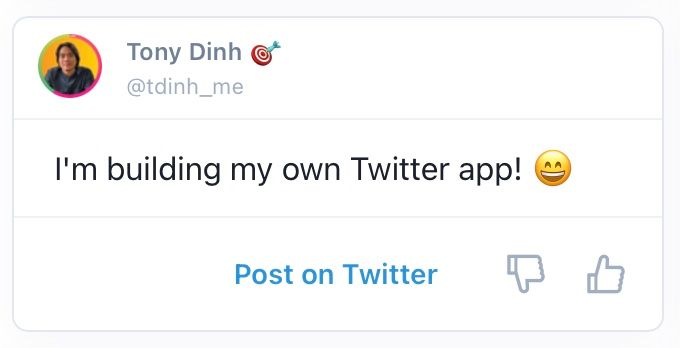 Tony Dinh 🎯
@tdinh_me
I'm building my own Twitter app! 😄
Post on Twitter